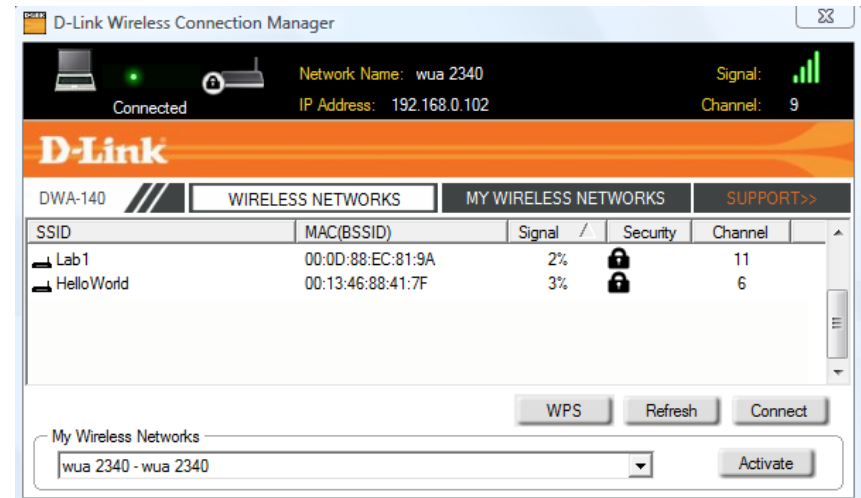 D-Link Wireless Connection Manager
Network Name: wua 2340 Signal:
Connected IP Address: 192.168.0.102 Channel: 9
D-Link
DWA-140 WIRELESS NETWORKS MY WIRELESS NETWORKS SUPPORT>>
SSID MAC(BSSID) Signal Security Channel
Lab1 00:0D:88:EC:81:9A 2% 11
HelloWorld 00:13:46:88:41:7F 3% 6
WPS Refresh Connect
My Wireless Networks
wua 2340 - wua 2340 Activate